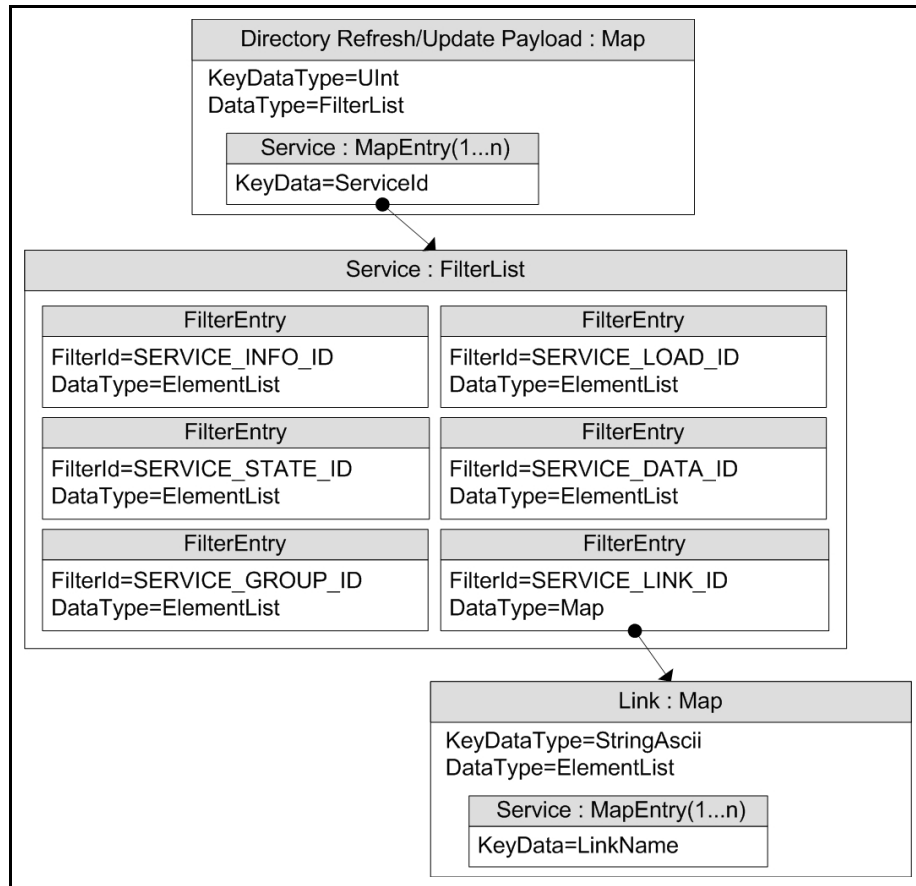 Directory Refresh/Update Payload : Map
KeyDataType=UInt
DataType=FilterList
Service : MapEntry(1...n)
KeyData=ServiceId
Service : FilterList
FilterEntry
FilterId=SERVICE_INFO_ID
DataType=ElementList
FilterEntry
FilterId=SERVICE_LOAD_ID
DataType=ElementList
FilterEntry
FilterId=SERVICE_STATE_ID
DataType=ElementList
FilterEntry
FilterId=SERVICE_DATA_ID
DataType=ElementList
FilterEntry
FilterId=SERVICE_GROUP_ID
DataType=ElementList
FilterEntry
FilterId=SERVICE_LINK_ID
DataType=Map
Link : Map
KeyDataType=StringAscii
DataType=ElementList
Service : MapEntry(1...n)
KeyData=LinkName